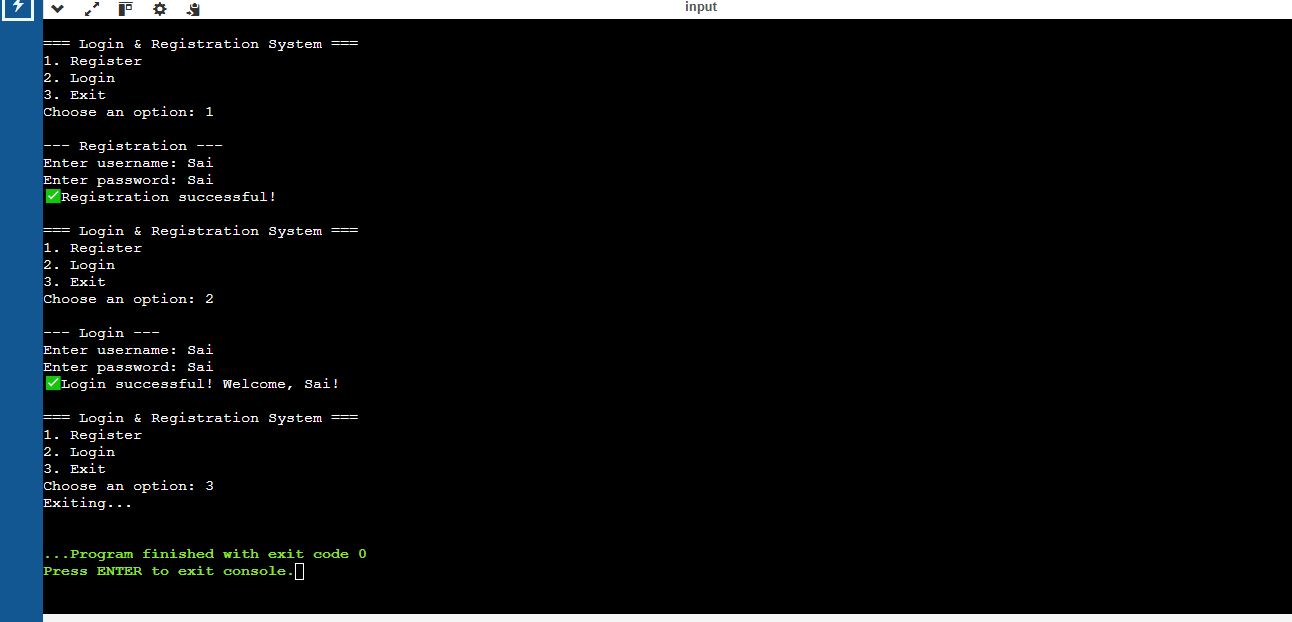 input
=== Login & Registration System ===
1. Register
2. Login
3. Exit
Choose an option: 1
--- Registration ---
Enter username: Sai
Enter password: Sai
✅Registration successful!
=== Login & Registration System ===
1. Register
2. Login
3. Exit
Choose an option: 2
--- Login ---
Enter username: Sai
Enter password: Sai
✅Login successful! Welcome, Sai!
=== Login & Registration System ===
1. Register
2. Login
3. Exit
Choose an option: 3
Exiting...
...Program finished with exit code 0
Press ENTER to exit console.